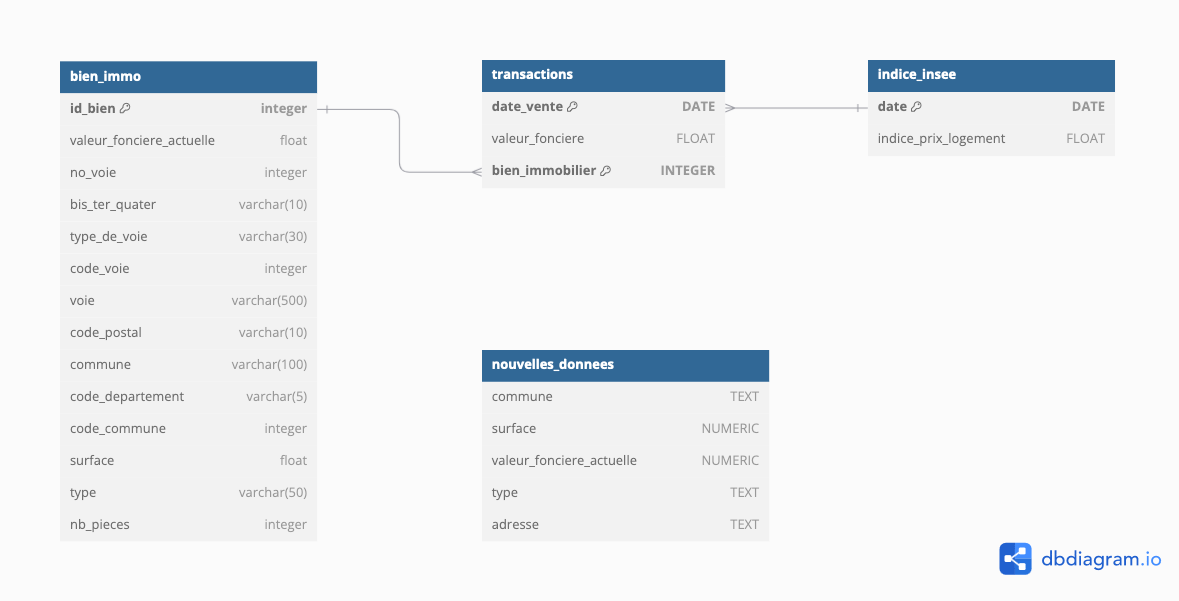 bien_immo
id_bien integer
valeur_fonciere_actuelle float
no_voie integer
bis_ter_quater varchar(10)
type_de_voie varchar(30)
code_voie integer
voie varchar(500)
code_postal varchar(10)
commune varchar(100)
code_departement varchar(5)
code_commune integer
surface float
type varchar(50)
nb_pieces integer
transactions
date_vente DATE
valeur_fonciere FLOAT
bien_immobilier INTEGER
indice_insee
date DATE
indice_prix_logement FLOAT
nouvelles_donnees
commune TEXT
surface NUMERIC
valeur_fonciere_actuelle NUMERIC
type TEXT
adresse TEXT
dbdiagram.io